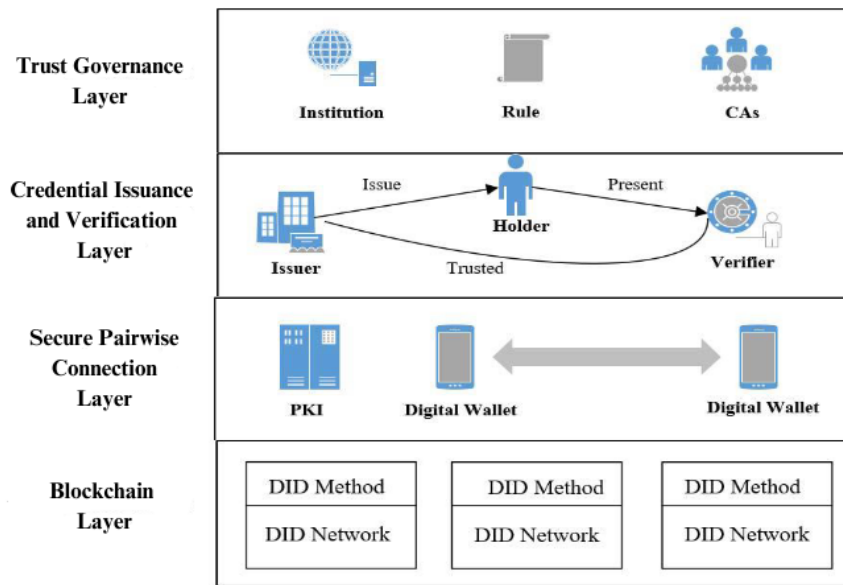 Trust Governance
Layer
Institution
Rule
CAs
Credential Issuance
and Verification
Layer
Issue
Present
Holder
Issuer
Trusted
Verifier
Secure Pairwise
Connection
Layer
PKI
Digital Wallet
Digital Wallet
Blockchain
Layer
DID Method
DID Network
DID Method
DID Network
DID Method
DID Network